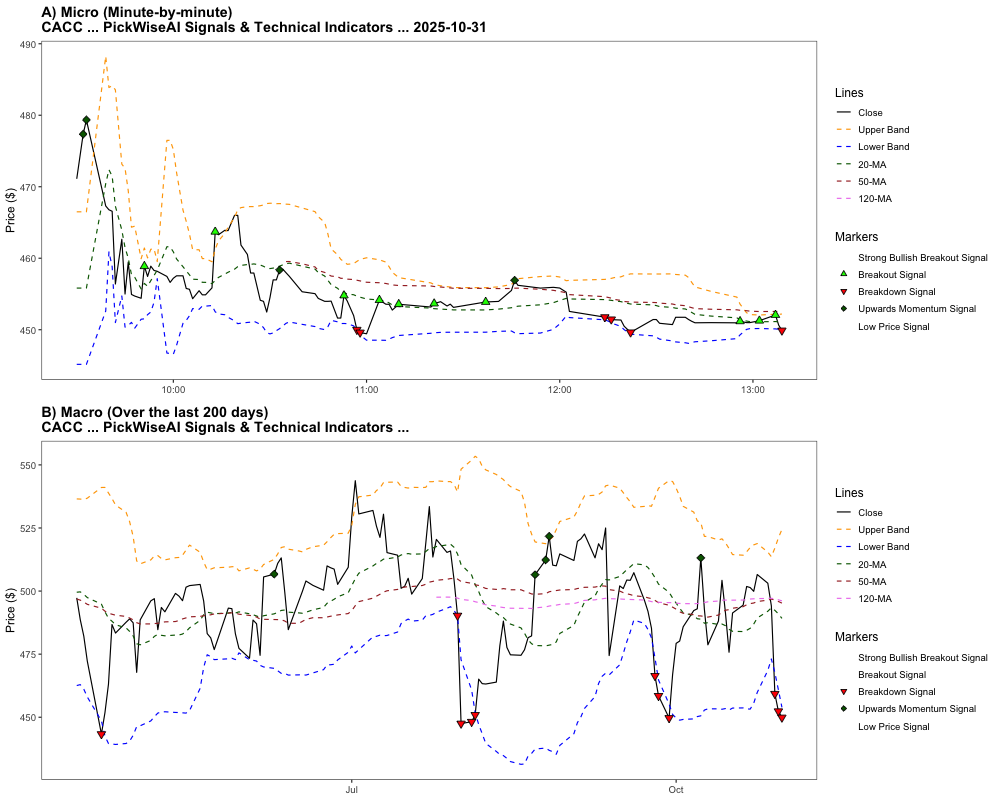 A) Micro (Minute-by-minute)
CACC ... PickWiseAI Signals & Technical Indicators ... 2025-10-31
490
480
470
460
450
Price ($)
10:00
11:00
12:00
13:00
Lines
Close
Upper Band
Lower Band
20-MA
50-MA
120-MA
Markers
Strong Bullish Breakout Signal
Breakout Signal
Breakdown Signal
Upwards Momentum Signal
Low Price Signal
B) Macro (Over the last 200 days)
CACC ... PickWiseAI Signals & Technical Indicators ...
550
525
500
475
450
Price ($)
Jul
Oct
Lines
Close
Upper Band
Lower Band
20-MA
50-MA
120-MA
Markers
Strong Bullish Breakout Signal
Breakout Signal
Breakdown Signal
Upwards Momentum Signal
Low Price Signal